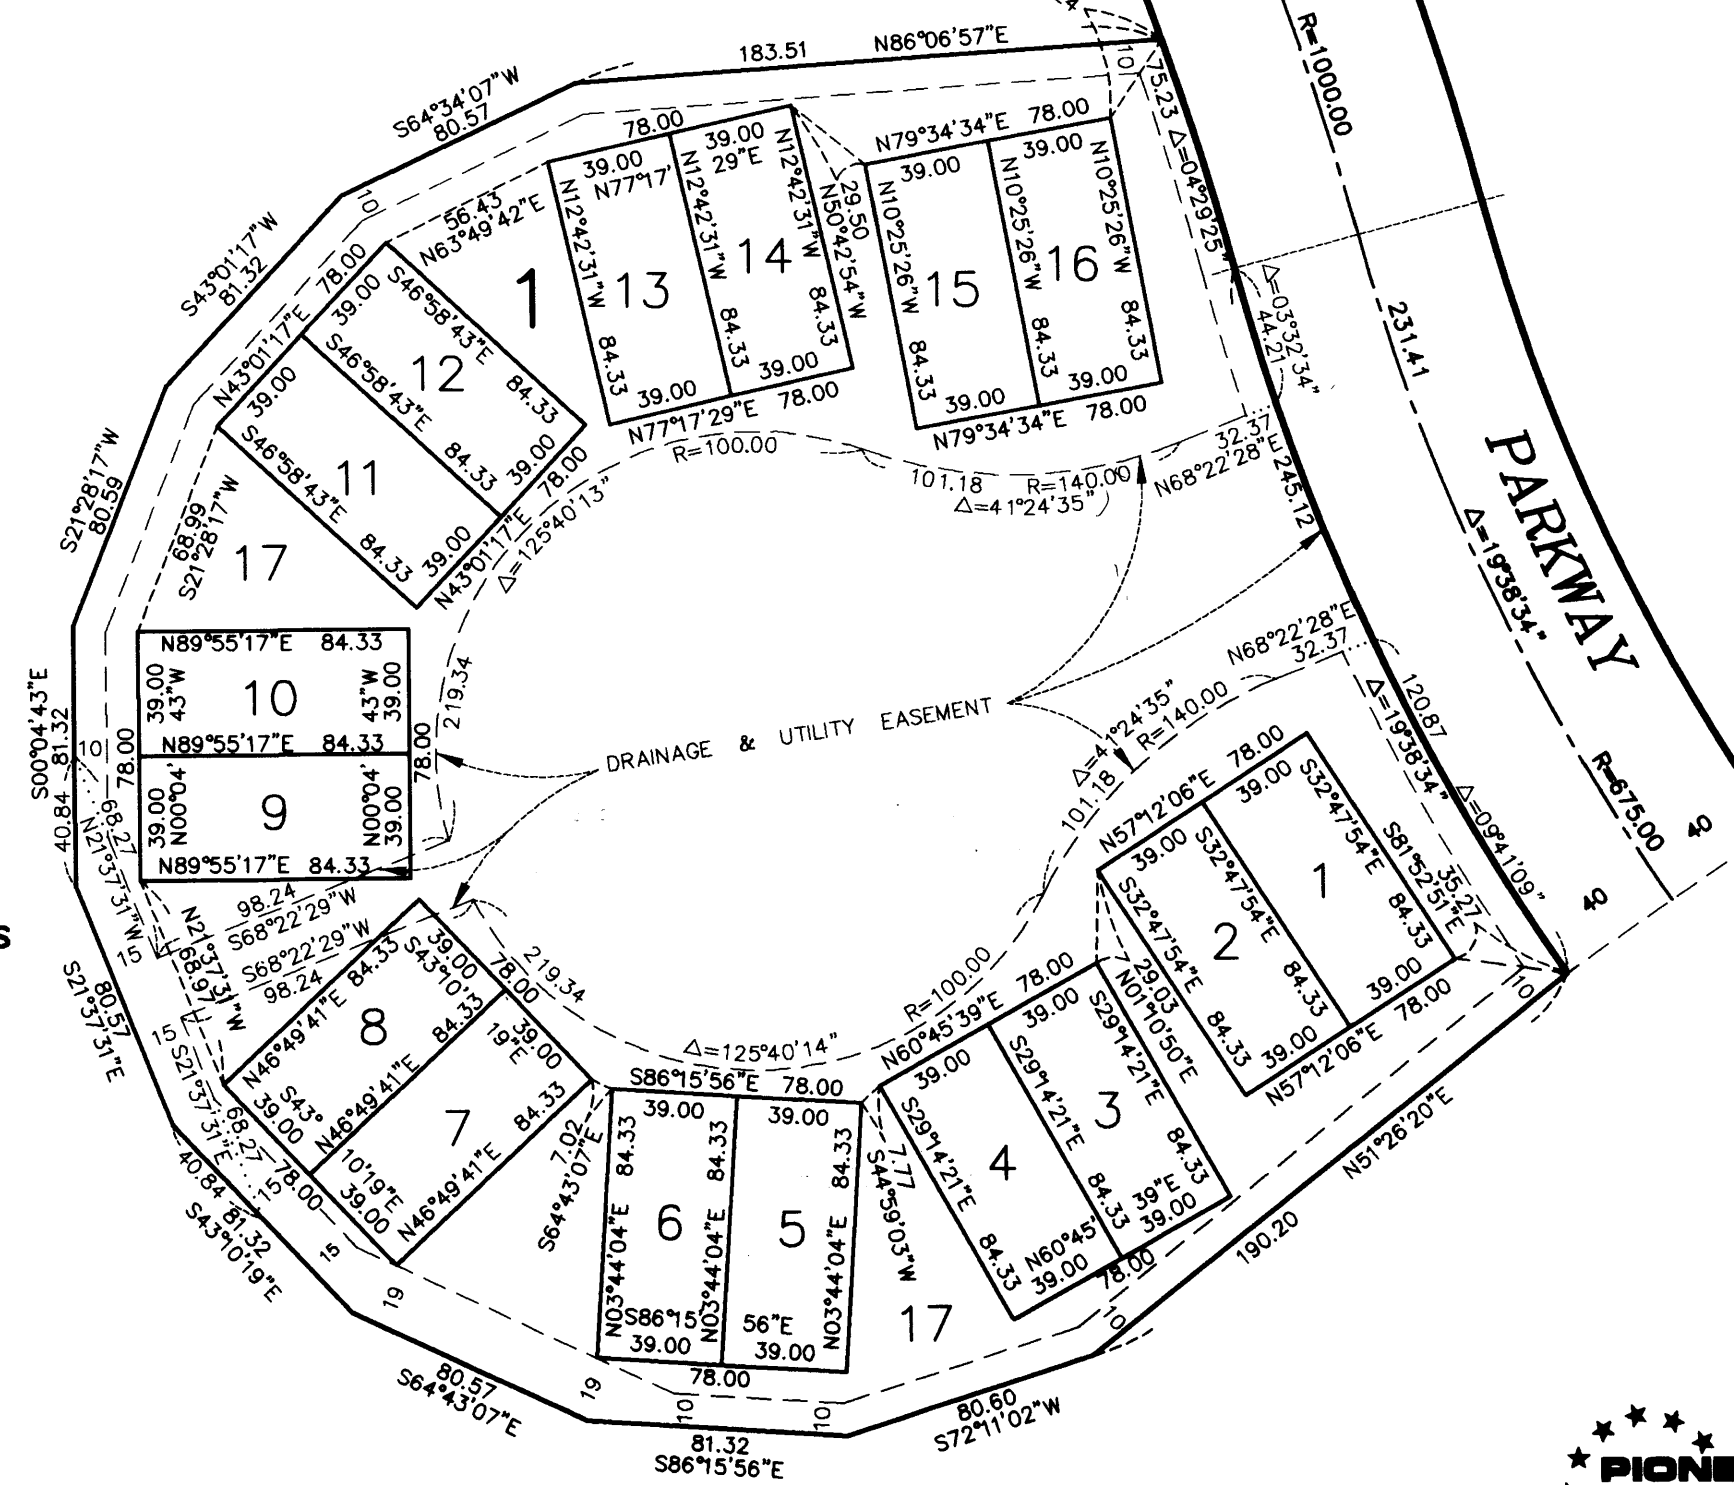 183.51 N86°06'57"E
S64°34'07"W
80.57
S43°01'17"W
81.32
S21°28'17"W
80.59
S00°04'43"E
81.32
40.84
S21°37'31"E
80.57
40.84
81.32
S43°10'19"E
80.57
S64°43'07"E
81.32
S86°15'56"E
80.60
S72°11'02"W
190.20
N51°26'20"E
10
10
10
15
15
15
15
19
19
10
10
10
10
R=1000.00
75.23 Δ=04°29'25"
Δ=03°32'34"
44.21
231.41
245.12
PARKWAY
Δ=19°38'34"
R=675.00
40
40
120.87
Δ=19°38'34"
Δ=09°41'09"
78.00
39.00
39.00
N77°17'
29"E
N12°42'31"W
84.33
13
N12°42'31"W
84.33
14
N12°42'31"W
84.33
39.00
39.00
N77°17'29"E 78.00
R=100.00
29.50
N50°42'54"W
N79°34'34"E 78.00
39.00
39.00
N10°25'26"W
84.33
15
N10°25'26"W
84.33
16
N10°25'26"W
84.33
39.00
39.00
N79°34'34"E 78.00
101.18 R=140.00
Δ=41°24'35"
32.37
N68°22'28"E
56.43
N63°49'42"E
1
N43°01'17"E 78.00
39.00
39.00
S46°58'43"E 84.33
12
S46°58'43"E 84.33
11
S46°58'43"E 84.33
39.00
39.00
78.00
N43°01'17"E
Δ=125°40'13"
219.34
68.99
S21°28'17"W
17
N89°55'17"E 84.33
39.00
43"W
10
43"W
39.00
N89°55'17"E 84.33
78.00
78.00
39.00
N00°04'
9
N00°04'
39.00
N89°55'17"E 84.33
68.27
N21°37'31"W
98.24
S68°22'29"W
S68°22'29"W
98.24
N21°37'31"W
68.97
S21°37'31"E
68.27
DRAINAGE & UTILITY EASEMENT
N46°49'41"E 84.33
39.00
S43°10'
78.00
8
S43°
39.00
N46°49'41"E 84.33
39.00
19"E
7
10'19"E
39.00
78.00
N46°49'41"E 84.33
219.34
Δ=125°40'14"
R=100.00
7.02
S64°43'07"E
S86°15'56"E 78.00
39.00
39.00
N03°44'04"E 84.33
6
N03°44'04"E 84.33
5
N03°44'04"E 84.33
S86°15'
56"E
39.00
39.00
78.00
7.77
S44°59'03"W
17
N60°45'39"E 78.00
39.00
39.00
S29°14'21"E
84.33
4
S29°14'21"E
84.33
3
S29°14'21"E
84.33
N60°45'
39"E
39.00
39.00
78.00
29.03
N01°10'50"E
N57°12'06"E 78.00
39.00
39.00
S32°47'54"E
84.33
2
S32°47'54"E
84.33
1
S32°47'54"E
84.33
39.00
39.00
N57°12'06"E 78.00
35.27
S81°52'51"E
101.18
Δ=41°24'35"
R=140.00
N68°22'28"E
32.37